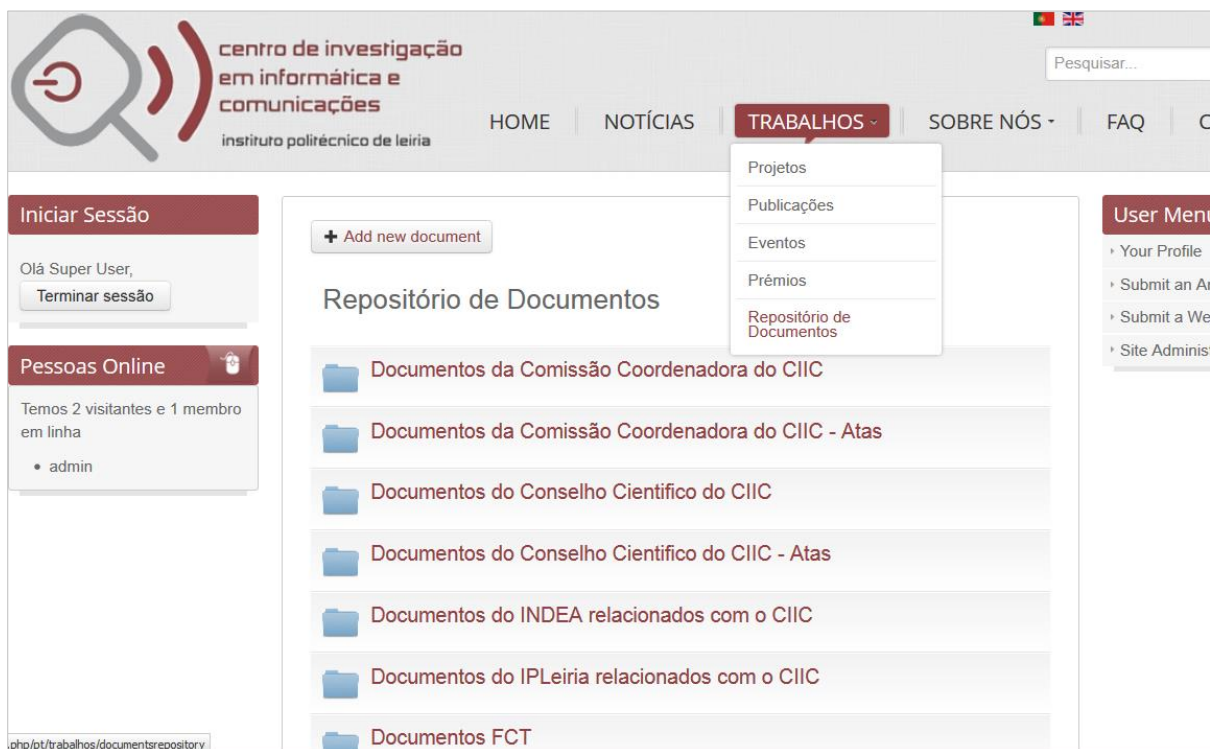 centro de investigação
em informática e
comunicações
instituto politécnico de leiria
Pesquisar...
HOME
NOTÍCIAS
TRABALHOS
SOBRE NÓS
FAQ
Projetos
Publicações
Eventos
Prémios
Repositório de
Documentos
Iniciar Sessão
Olá Super User,
Terminar sessão
Pessoas Online
Temos 2 visitantes e 1 membro
em linha
admin
Add new document
Repositório de Documentos
Documentos da Comissão Coordenadora do CIIC
Documentos da Comissão Coordenadora do CIIC - Atas
Documentos do Conselho Cientifico do CIIC
Documentos do Conselho Cientifico do CIIC - Atas
Documentos do INDEA relacionados com o CIIC
Documentos do IPLeiria relacionados com o CIIC
Documentos FCT
User Menu
Your Profile
Submit an
Submit a
Site
.php/pt/trabalhos/documentsrepository